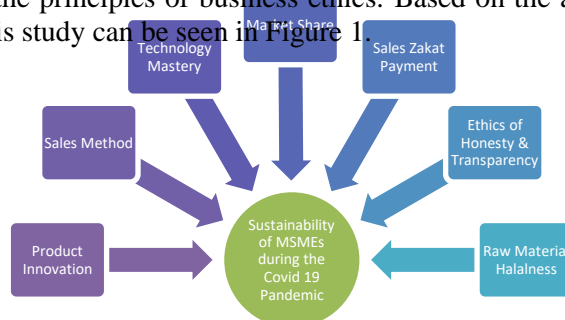 the principles of business ethics. Based on the a
is study can be seen in Figure 1.
Market Share
Technology
Mastery
Sales Zakat
Payment
Sales Method
Ethics of
Honesty &
Transparency
Product
Innovation
Sustainability
of MSMEs
during the
Covid 19
Pandemic
Raw Materia
Halalness